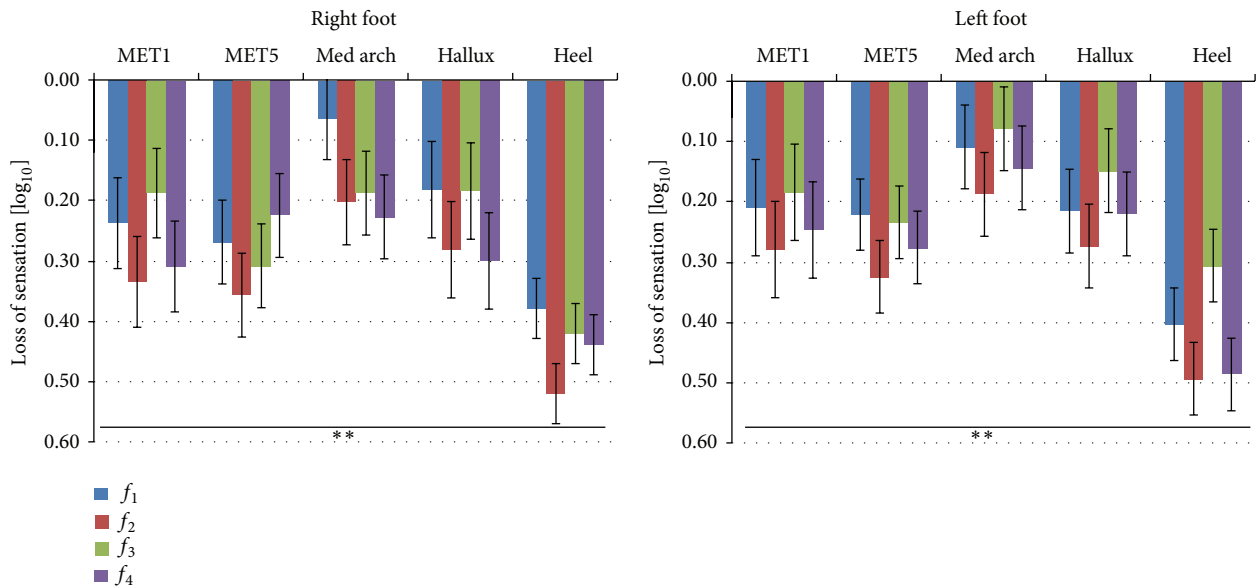 Right foot
MET1 MET5 Med arch Hallux Heel
Loss of sensation [log₁₀]
0.00
0.10
0.20
0.30
0.40
0.50
0.60
**
Left foot
MET1 MET5 Med arch Hallux Heel
Loss of sensation [log₁₀]
0.00
0.10
0.20
0.30
0.40
0.50
0.60
**
f₁
f₂
f₃
f₄